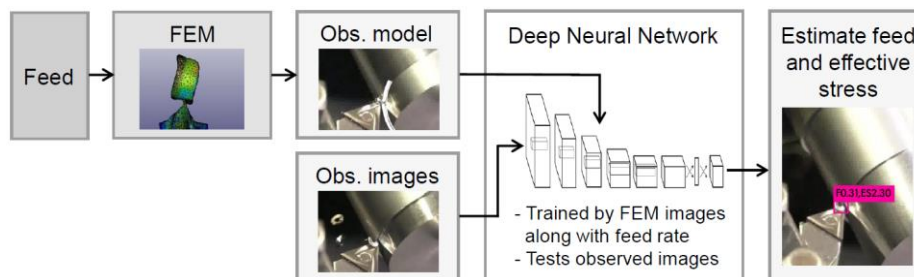 Feed
FEM
Obs. model
Obs. images
Deep Neural Network
- Trained by FEM images
along with feed rate
- Tests observed images
Estimate feed
and effective
stress
F0.31,ES2.30